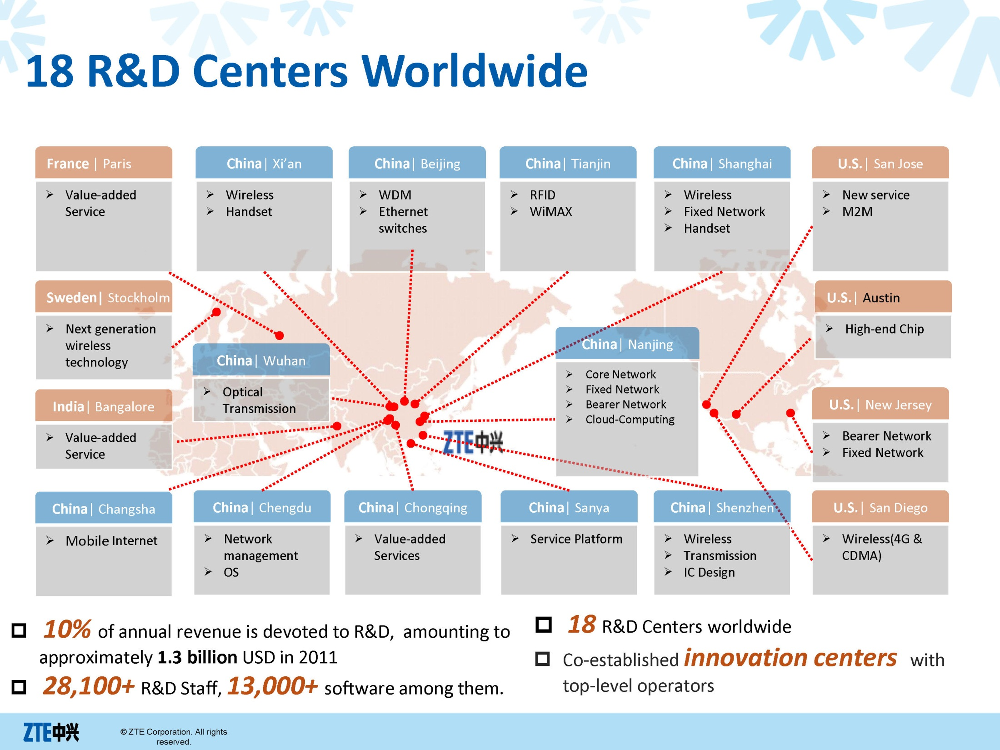 18 R&D Centers Worldwide
France | Paris
➢ Value-added
Service
China| Xi’an
➢ Wireless
➢ Handset
China| Beijing
➢ WDM
➢ Ethernet
switches
China| Tianjin
➢ RFID
➢ WiMAX
China| Shanghai
➢ Wireless
➢ Fixed Network
➢ Handset
U.S.| San Jose
➢ New service
➢ M2M
Sweden| Stockholm
➢ Next generation
wireless
technology
U.S.| Austin
➢ High-end Chip
China| Wuhan
➢ Optical
Transmission
China| Nanjing
➢ Core Network
➢ Fixed Network
➢ Bearer Network
➢ Cloud-Computing
India| Bangalore
➢ Value-added
Service
U.S.| New Jersey
➢ Bearer Network
➢ Fixed Network
ZTE中兴
China| Changsha
➢ Mobile Internet
China| Chengdu
➢ Network
management
➢ OS
China| Chongqing
➢ Value-added
Services
China| Sanya
➢ Service Platform
China| Shenzhen
➢ Wireless
➢ Transmission
➢ IC Design
U.S.| San Diego
➢ Wireless(4G &
CDMA)
10% of annual revenue is devoted to R&D, amounting to
approximately 1.3 billion USD in 2011
28,100+ R&D Staff, 13,000+ software among them.
18 R&D Centers worldwide
Co-established innovation centers with
top-level operators
ZTE中兴
© ZTE Corporation. All rights
reserved.